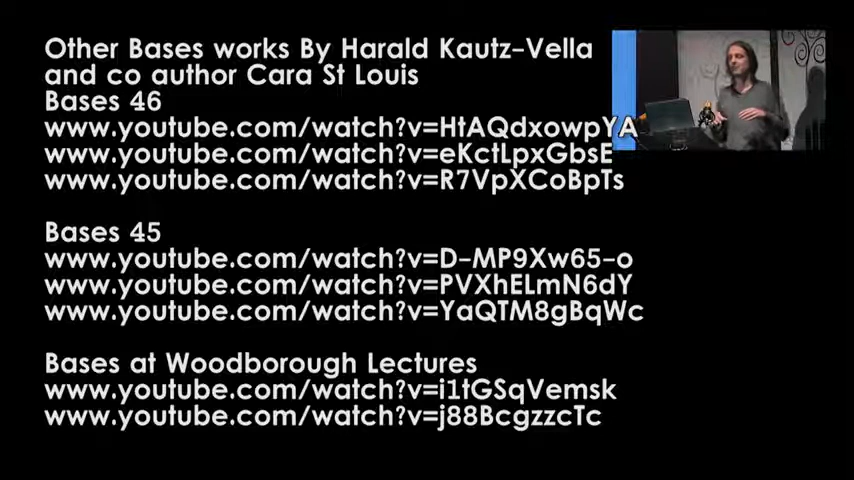 Other Bases works By Harald Kautz-Vella
and co author Cara St Louis
Bases 46
www.youtube.com/watch?v=HtAQdxowpYA
www.youtube.com/watch?v=eKctLpxGbsE
www.youtube.com/watch?v=R7VpXCoBpTs
Bases 45
www.youtube.com/watch?v=D-MP9Xw65-o
www.youtube.com/watch?v=PVXhELmN6dY
www.youtube.com/watch?v=YaQTM8gBqWc
Bases at Woodborough Lectures
www.youtube.com/watch?v=i1tGSqVemsk
www.youtube.com/watch?v=j88BcgzzcTc